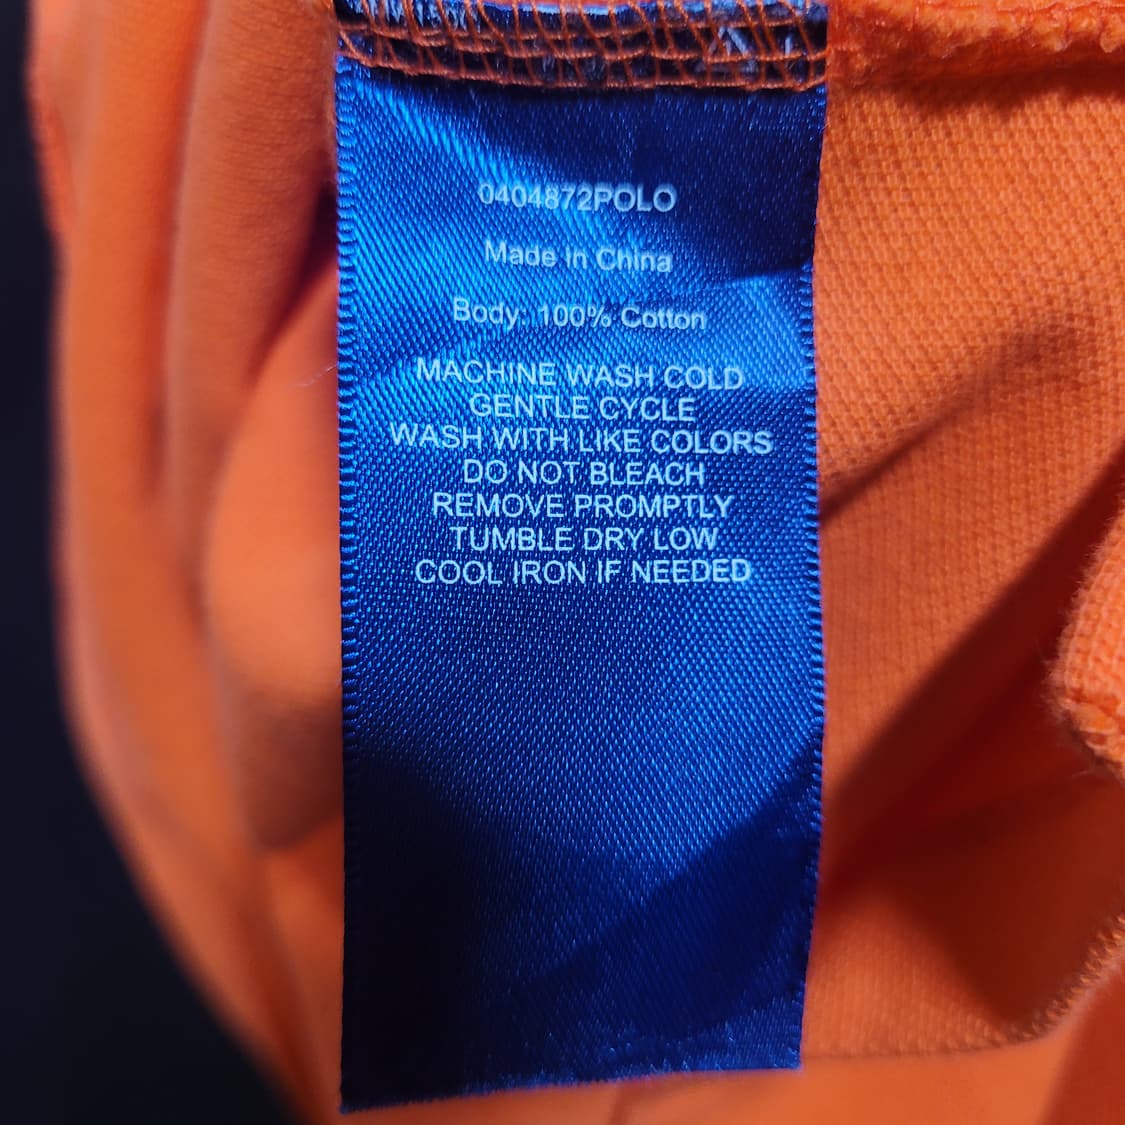 0404872POLO
Made in China
Body: 100% Cotton
MACHINE WASH COLD
GENTLE CYCLE
WASH WITH LIKE COLORS
DO NOT BLEACH
REMOVE PROMPTLY
TUMBLE DRY LOW
COOL IRON IF NEEDED